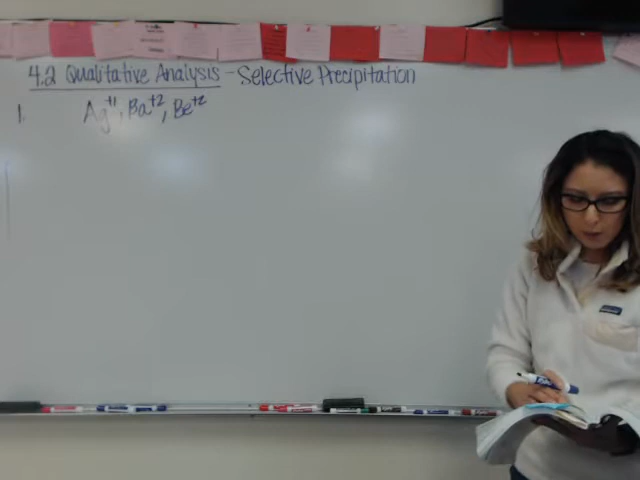 4.2 Qualitative Analysis - Selective Precipitation
1. Ag⁺¹, Ba⁺², Be⁺²